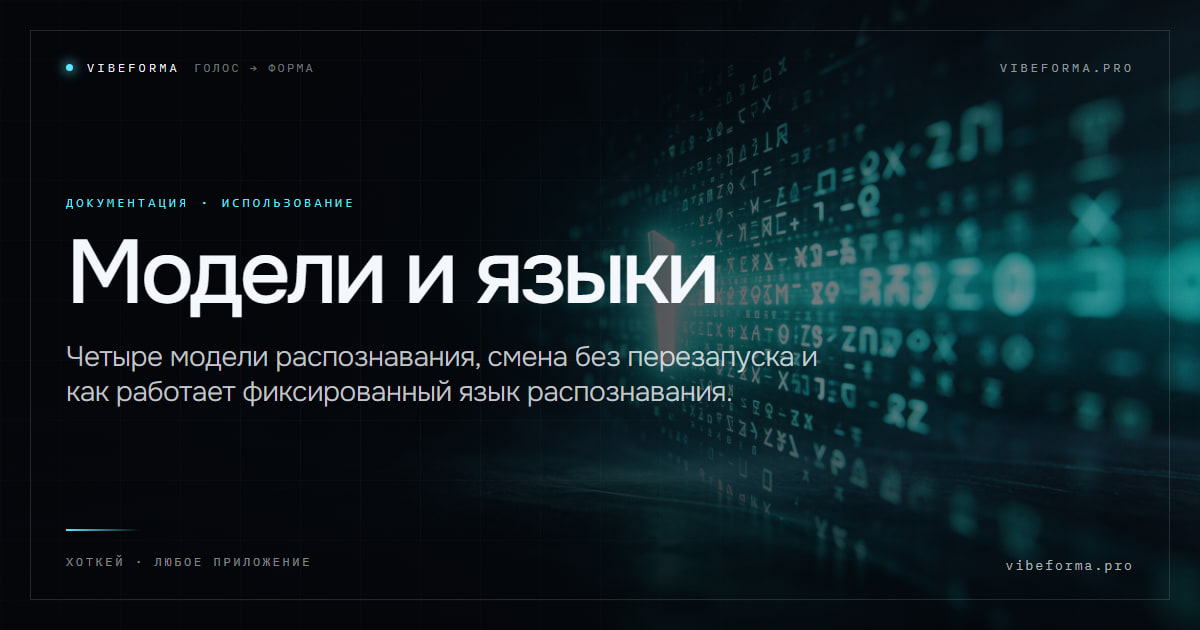 VIBEFORMA ГОЛОС → ФОРМА
VIBEFORMA.PRO
ДОКУМЕНТАЦИЯ · ИСПОЛЬЗОВАНИЕ
Модели и языки
Четыре модели распознавания, смена без перезапуска и
как работает фиксированный язык распознавания.
ХОТКЕЙ · ЛЮБОЕ ПРИЛОЖЕНИЕ
vibeforma.pro